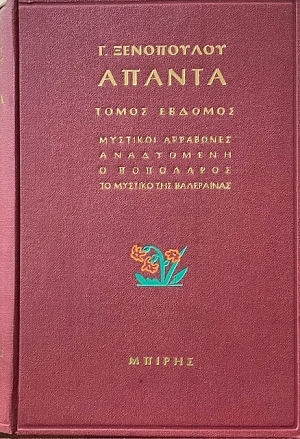 Γ. ΞΕΝΟΠΟΥΛΟΥ
ΑΠΑΝΤΑ
ΤΟΜΟΣ ΕΒΔΟΜΟΣ
ΜΥΣΤΙΚΟΙ ΑΡΡΑΒΩΝΕΣ
ΑΝΑΔΥΟΜΕΝΗ
Ο ΠΟΠΟΛΑΡΟΣ
ΤΟ ΜΥΣΤΙΚΟ ΤΗΣ ΒΑΛΕΡΑΙΝΑΣ
ΜΠΙΡΗΣ